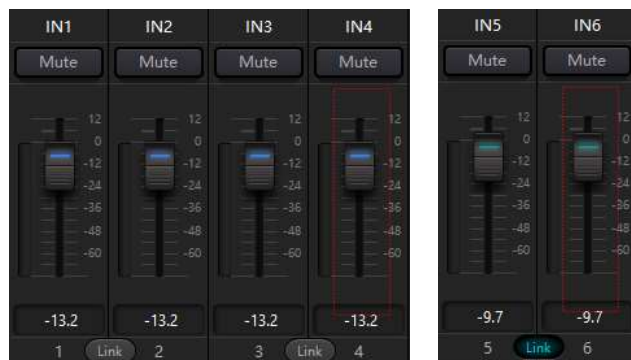 IN1 IN2 IN3 IN4 IN5 IN6
Mute Mute Mute Mute Mute Mute
12 12 12 12 12 12
0 0 0 0 0 0
-12 -12 -12 -12 -12 -12
-24 -24 -24 -24 -24 -24
-36 -36 -36 -36 -36 -36
-48 -48 -48 -48 -48 -48
-60 -60 -60 -60 -60 -60
-13.2 -13.2 -13.2 -13.2 -9.7 -9.7
1 Link 2 3 Link 4 5 Link 6